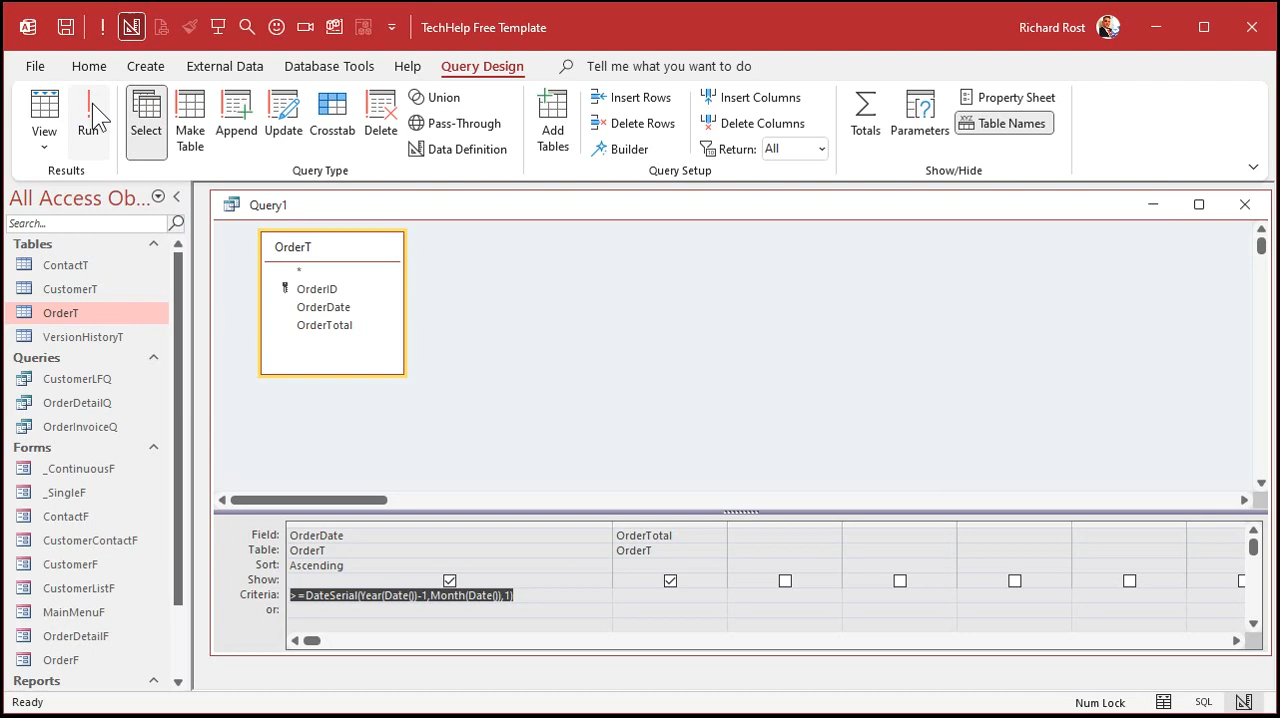 TechHelp Free Template
Richard Rost
File
Home
Create
External Data
Database Tools
Help
Query Design
Tell me what you want to do
View
Run
Results
Select
Make Table
Append
Update
Crosstab
Delete
Union
Pass-Through
Data Definition
Query Type
Add Tables
Insert Rows
Delete Rows
Builder
Insert Columns
Delete Columns
Return: All
Query Setup
Totals
Parameters
Property Sheet
Table Names
Show/Hide
All Access Ob...
Search...
Tables
ContactT
CustomerT
OrderT
VersionHistoryT
Queries
CustomerLFQ
OrderDetailQ
OrderInvoiceQ
Forms
_ContinuousF
_SingleF
ContactF
CustomerContactF
CustomerF
CustomerListF
MainMenuF
OrderDetailF
OrderF
Reports
Query1
OrderT
*
OrderID
OrderDate
OrderTotal
Field: OrderDate OrderTotal
Table: OrderT OrderT
Sort: Ascending
Show:
Criteria: >=DateSerial(Year(Date())-1,Month(Date()),1)
or:
Ready
Num Lock
SQL